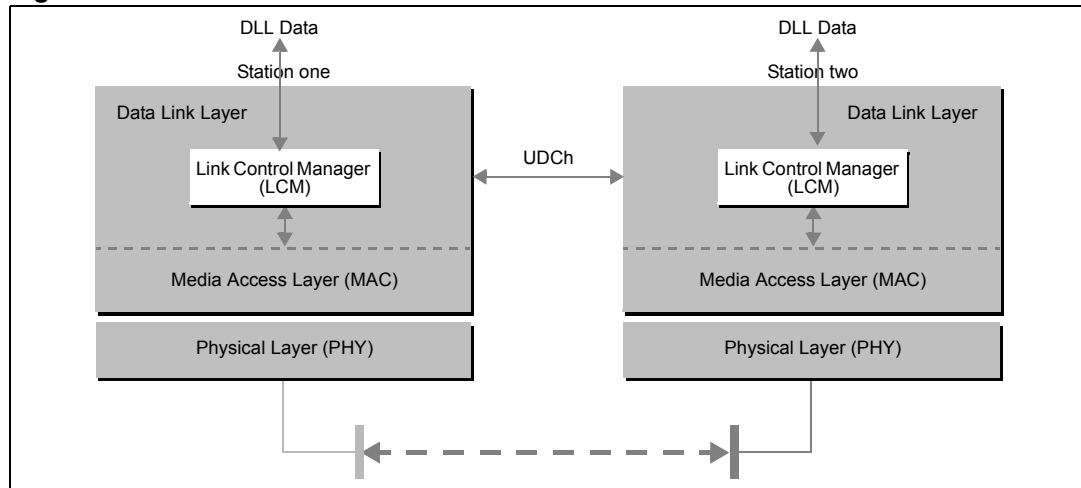 DLL Data
DLL Data
Station one
Station two
Data Link Layer
Data Link Layer
Link Control Manager
(LCM)
UDCh
Link Control Manager
(LCM)
Media Access Layer (MAC)
Media Access Layer (MAC)
Physical Layer (PHY)
Physical Layer (PHY)